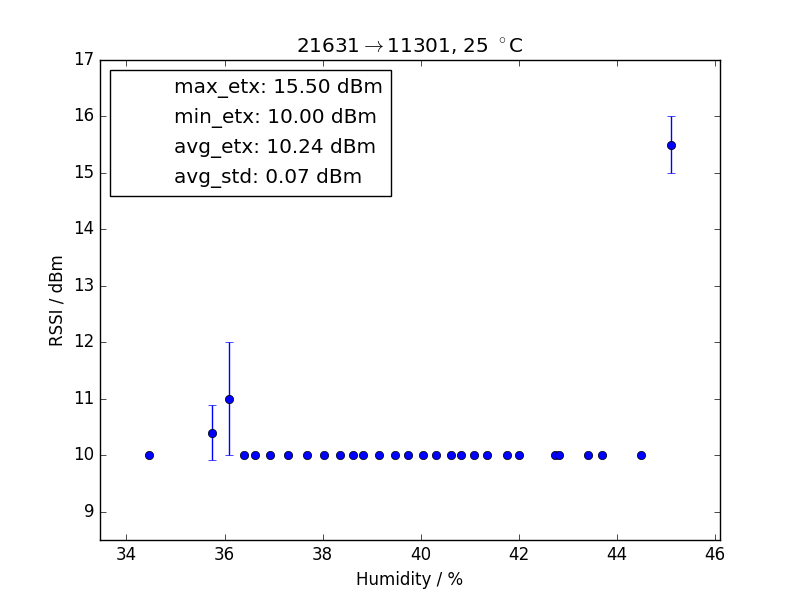 21631→11301, 25 °C
max_etx: 15.50 dBm
min_etx: 10.00 dBm
avg_etx: 10.24 dBm
avg_std: 0.07 dBm
RSSI / dBm
17
16
15
14
13
12
11
10
9
34 36 38 40 42 44 46
Humidity / %